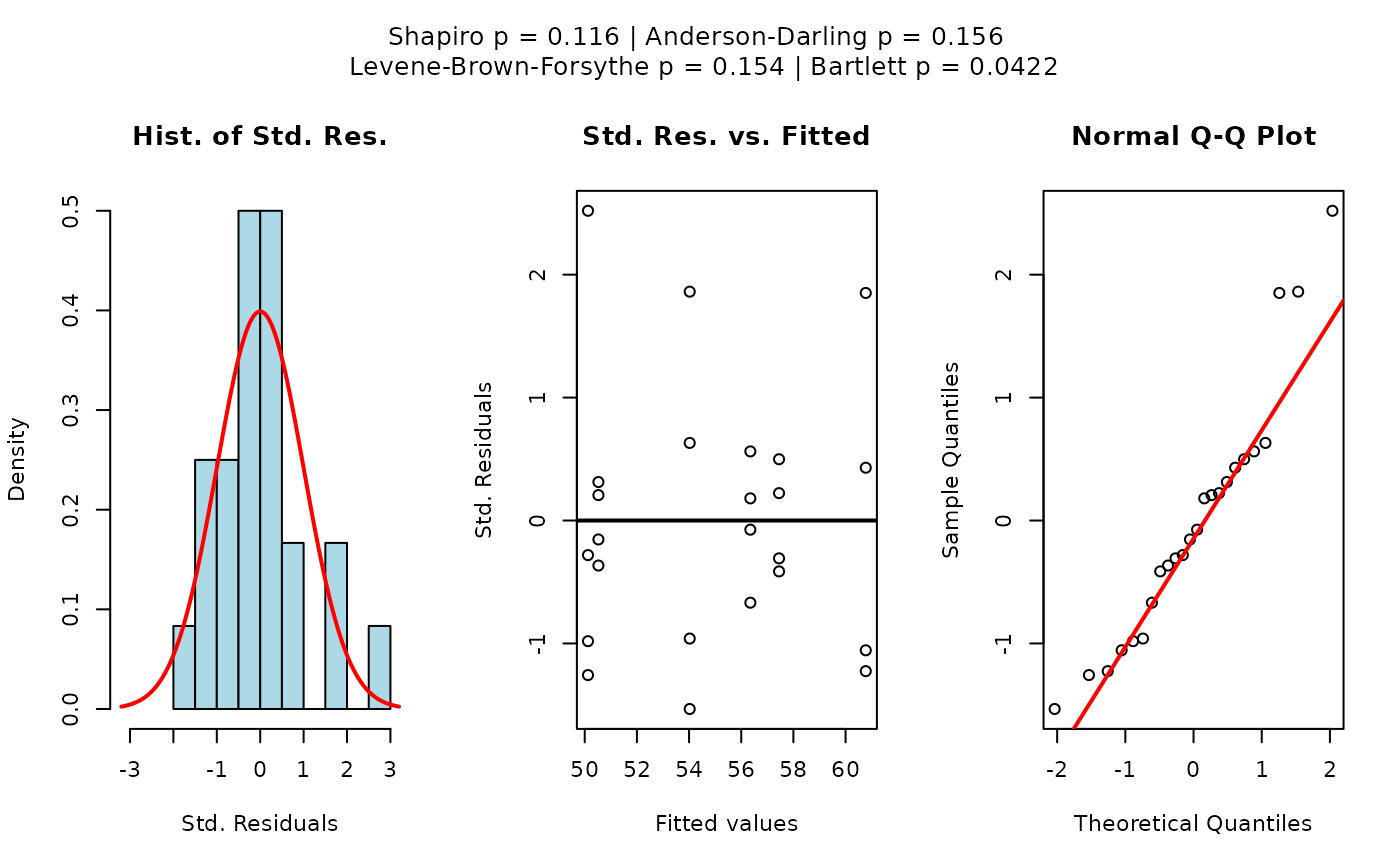 Shapiro p = 0.116 | Anderson-Darling p = 0.156
Levene-Brown-Forsythe p = 0.154 | Bartlett p = 0.0422
Hist. of Std. Res.
Density
0.0 0.1 0.2 0.3 0.4 0.5
-3 -1 0 1 2 3
Std. Residuals
Std. Res. vs. Fitted
Std. Residuals
-1 0 1 2
50 52 54 56 58 60
Fitted values
Normal Q-Q Plot
Sample Quantiles
-1 0 1 2
-2 -1 0 1 2
Theoretical Quantiles